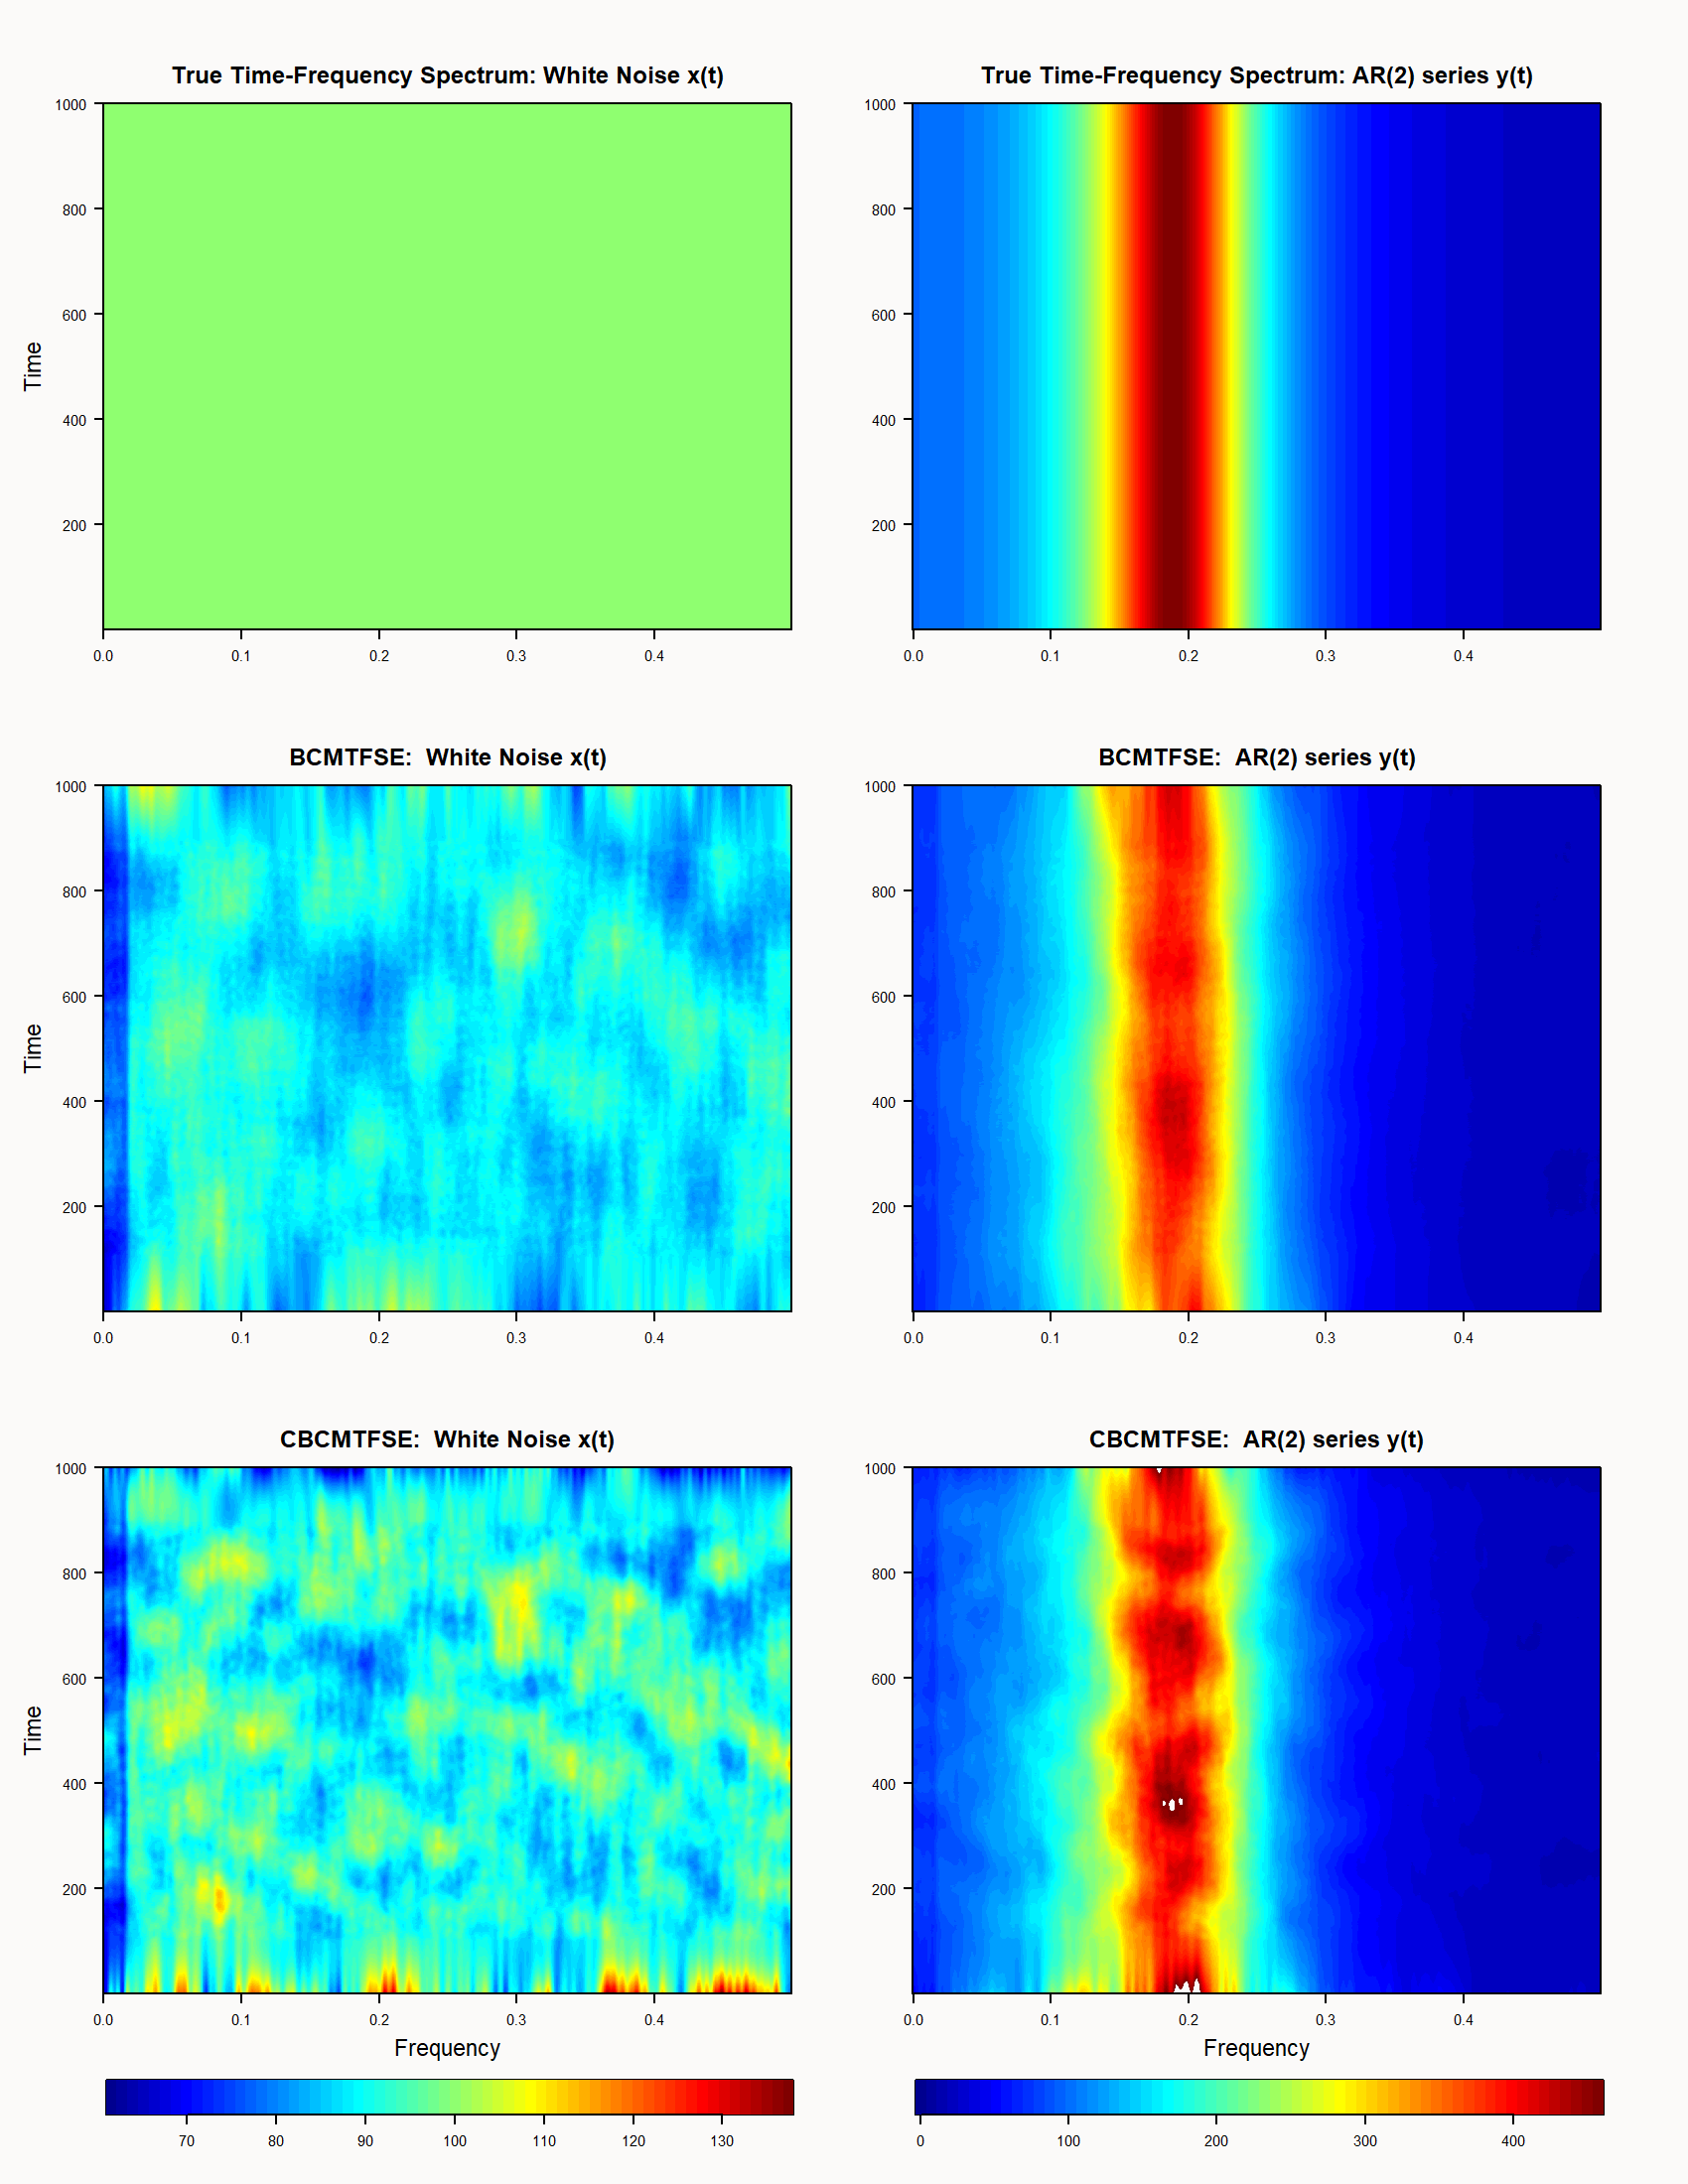 True Time-Frequency Spectrum: White Noise x(t)
1000
800
600
400
200
Time
0.0 0.1 0.2 0.3 0.4
True Time-Frequency Spectrum: AR(2) series y(t)
1000
800
600
400
200
0.0 0.1 0.2 0.3 0.4
BCMTFSE: White Noise x(t)
1000
800
600
400
200
Time
0.0 0.1 0.2 0.3 0.4
BCMTFSE: AR(2) series y(t)
1000
800
600
400
200
0.0 0.1 0.2 0.3 0.4
CBCMTFSE: White Noise x(t)
1000
800
600
400
200
Time
0.0 0.1 0.2 0.3 0.4
Frequency
70 80 90 100 110 120 130
CBCMTFSE: AR(2) series y(t)
1000
800
600
400
200
0.0 0.1 0.2 0.3 0.4
Frequency
0 100 200 300 400